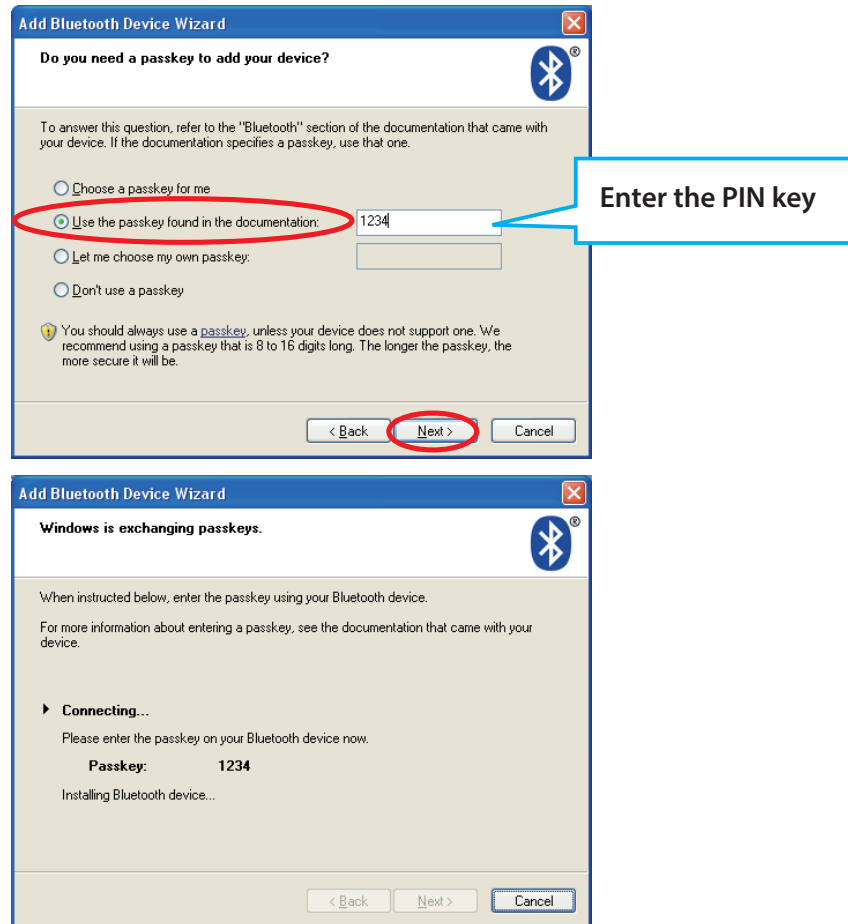 Add Bluetooth Device Wizard
Do you need a passkey to add your device?
®
To answer this question, refer to the "Bluetooth" section of the documentation that came with
your device. If the documentation specifies a passkey, use that one.
Choose a passkey for me
Use the passkey found in the documentation: 1234
Enter the PIN key
Let me choose my own passkey:
Don't use a passkey
You should always use a passkey, unless your device does not support one. We
recommend using a passkey that is 8 to 16 digits long. The longer the passkey, the
more secure it will be.
< Back Next > Cancel
Add Bluetooth Device Wizard
Windows is exchanging passkeys.
®
When instructed below, enter the passkey using your Bluetooth device.
For more information about entering a passkey, see the documentation that came with your
device.
Connecting...
Please enter the passkey on your Bluetooth device now.
Passkey: 1234
Installing Bluetooth device...
< Back Next > Cancel